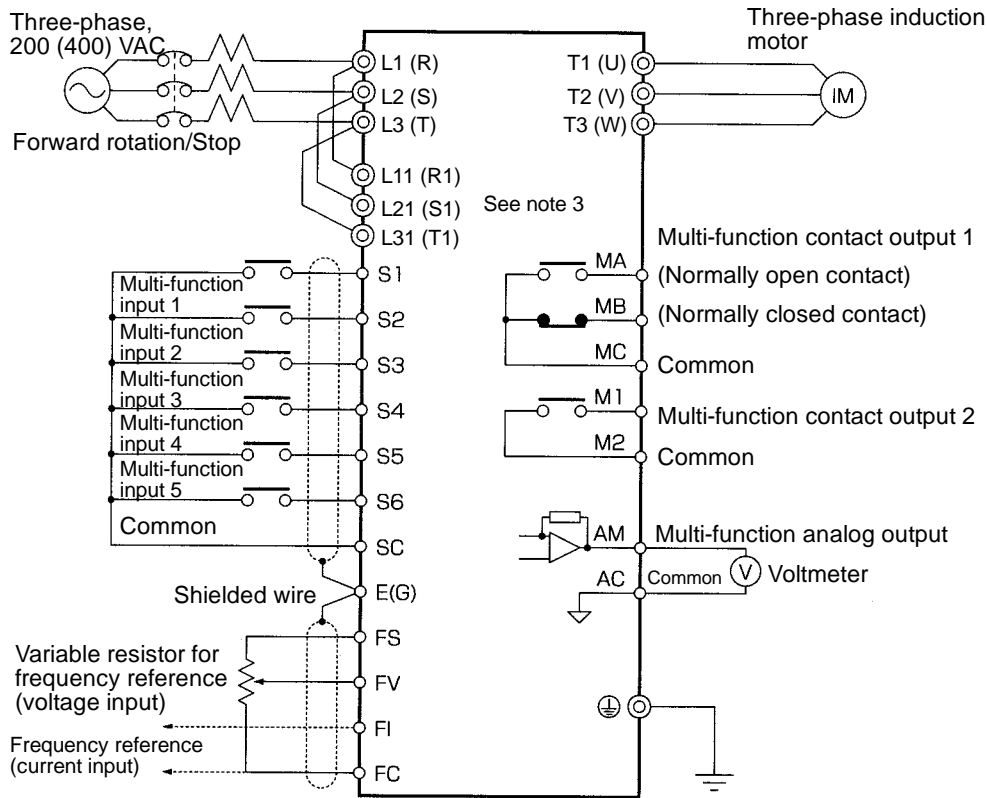 Three-phase,
200 (400) VAC
Forward rotation/Stop
L1 (R)
L2 (S)
L3 (T)
L11 (R1)
L21 (S1)
L31 (T1)
See note 3
T1 (U)
T2 (V)
T3 (W)
Three-phase induction
motor
IM
S1
Multi-function
input 1
S2
Multi-function
input 2
S3
Multi-function
input 3
S4
Multi-function
input 4
S5
Multi-function
input 5
S6
Common
SC
Shielded wire
E(G)
FS
Variable resistor for
frequency reference
(voltage input)
FV
FI
Frequency reference
(current input)
FC
Multi-function contact output 1
MA
(Normally open contact)
MB
(Normally closed contact)
MC
Common
M1
Multi-function contact output 2
M2
Common
AM
Multi-function analog output
AC
Common
V
Voltmeter